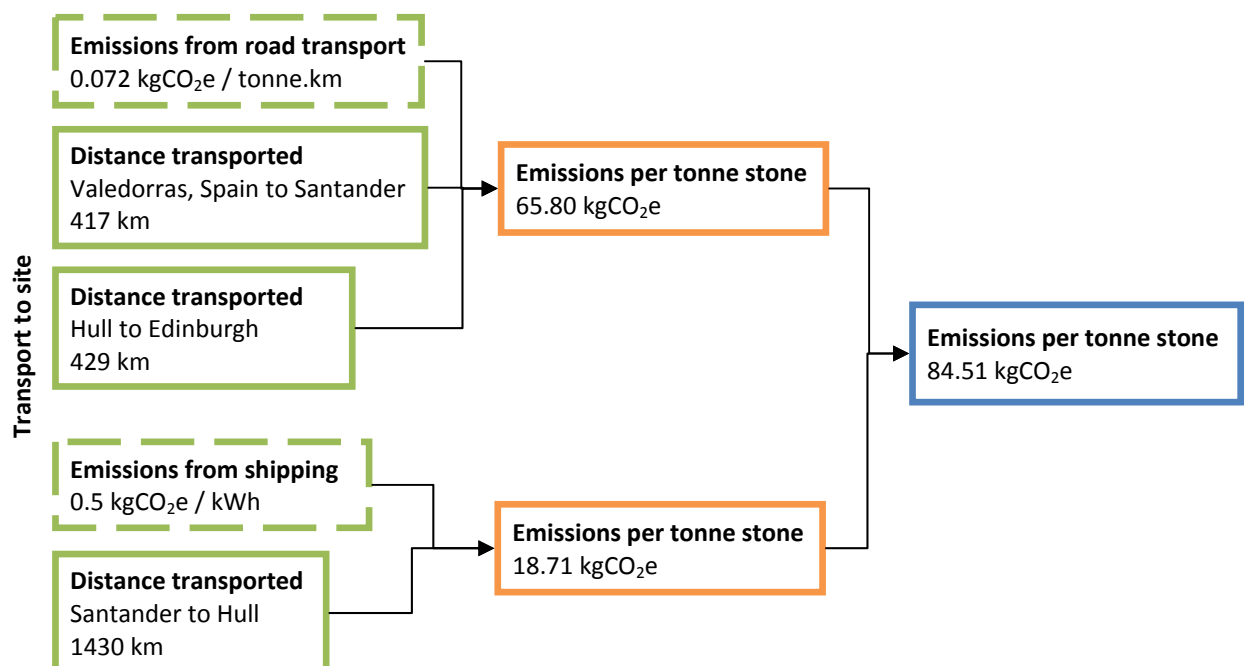 Transport to site
Emissions from road transport
0.072 kgCO₂e / tonne.km
Distance transported
Valedorras, Spain to Santander
417 km
Distance transported
Hull to Edinburgh
429 km
Emissions from shipping
0.5 kgCO₂e / kWh
Distance transported
Santander to Hull
1430 km
Emissions per tonne stone
65.80 kgCO₂e
Emissions per tonne stone
18.71 kgCO₂e
Emissions per tonne stone
84.51 kgCO₂e